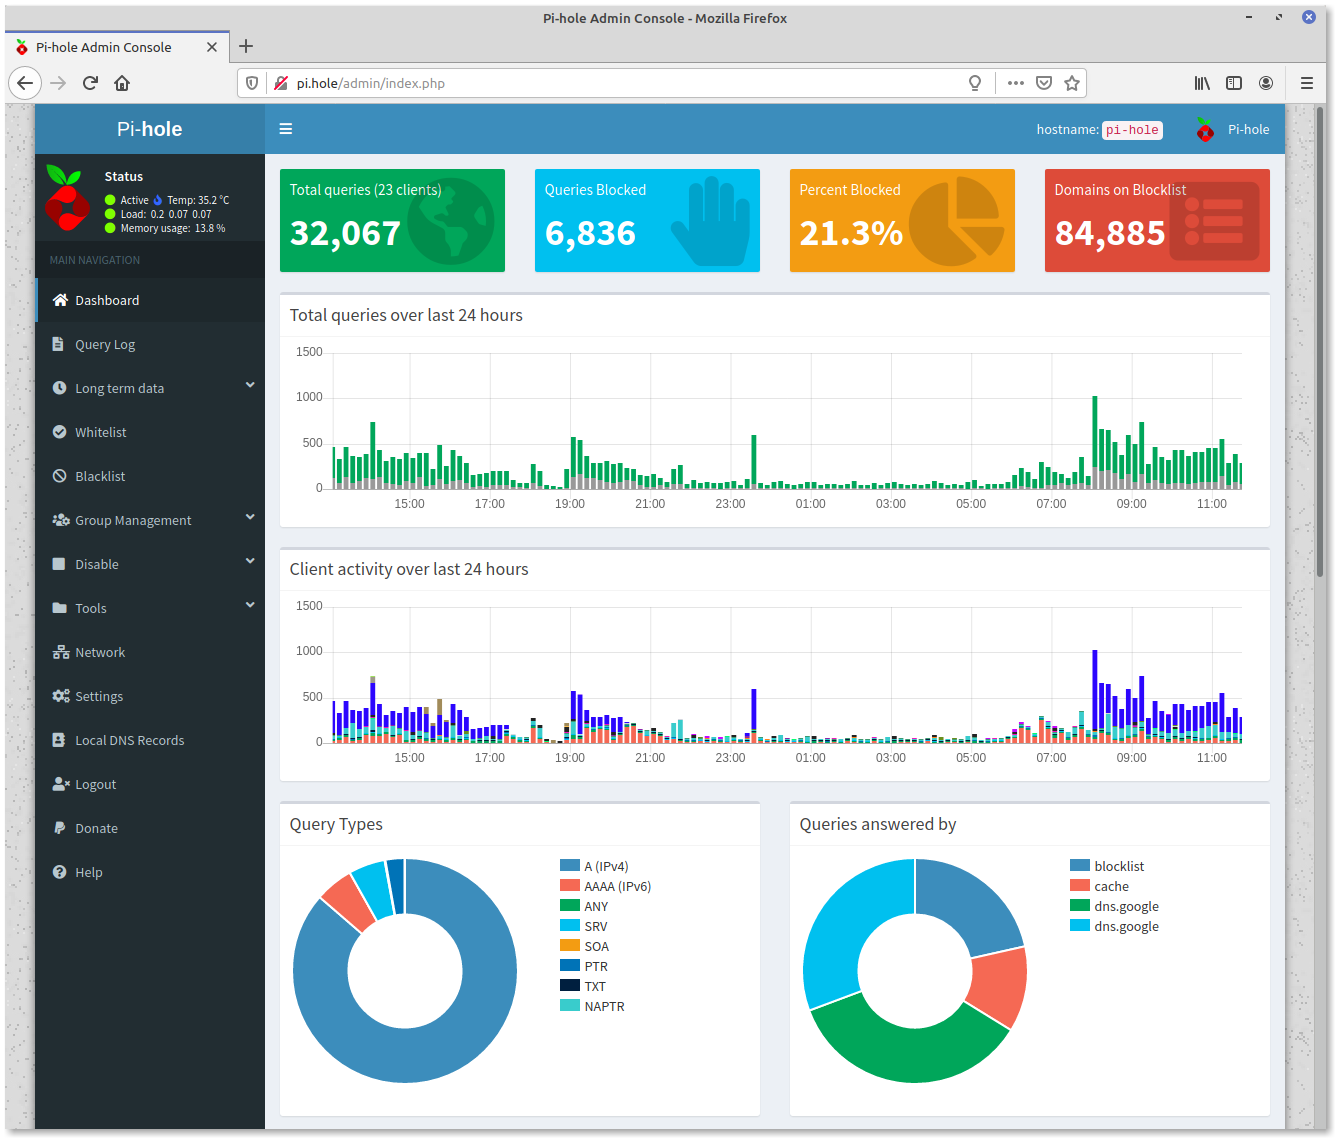 Pi-hole Admin Console - Mozilla Firefox
Pi-hole Admin Console
pi.hole/admin/index.php
Pi-hole
hostname: pi-hole
Pi-hole
Status
Active Temp: 35.2 °C
Load: 0.2 0.07 0.07
Memory usage: 13.8 %
MAIN NAVIGATION
Dashboard
Query Log
Long term data
Whitelist
Blacklist
Group Management
Disable
Tools
Network
Settings
Local DNS Records
Logout
Donate
Help
Total queries (23 clients)
32,067
Queries Blocked
6,836
Percent Blocked
21.3%
Domains on Blocklist
84,885
Total queries over last 24 hours
1500
1000
500
0
15:00 17:00 19:00 21:00 23:00 01:00 03:00 05:00 07:00 09:00 11:00
Client activity over last 24 hours
1500
1000
500
0
15:00 17:00 19:00 21:00 23:00 01:00 03:00 05:00 07:00 09:00 11:00
Query Types
A (IPv4)
AAAA (IPv6)
ANY
SRV
SOA
PTR
TXT
NAPTR
Queries answered by
blocklist
cache
dns.google
dns.google